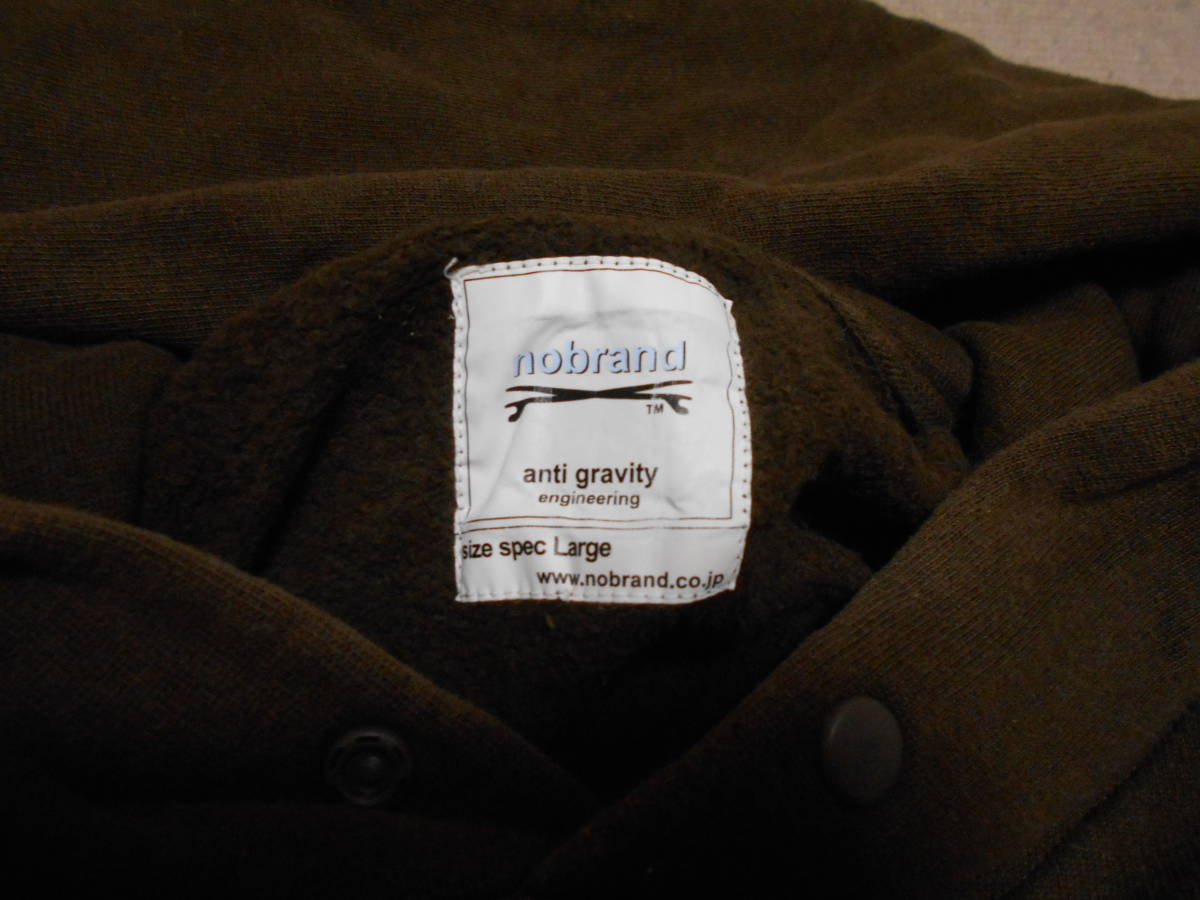 nobrand
TM
anti gravity
engineering
size spec Large
www.nobrand.co.jp